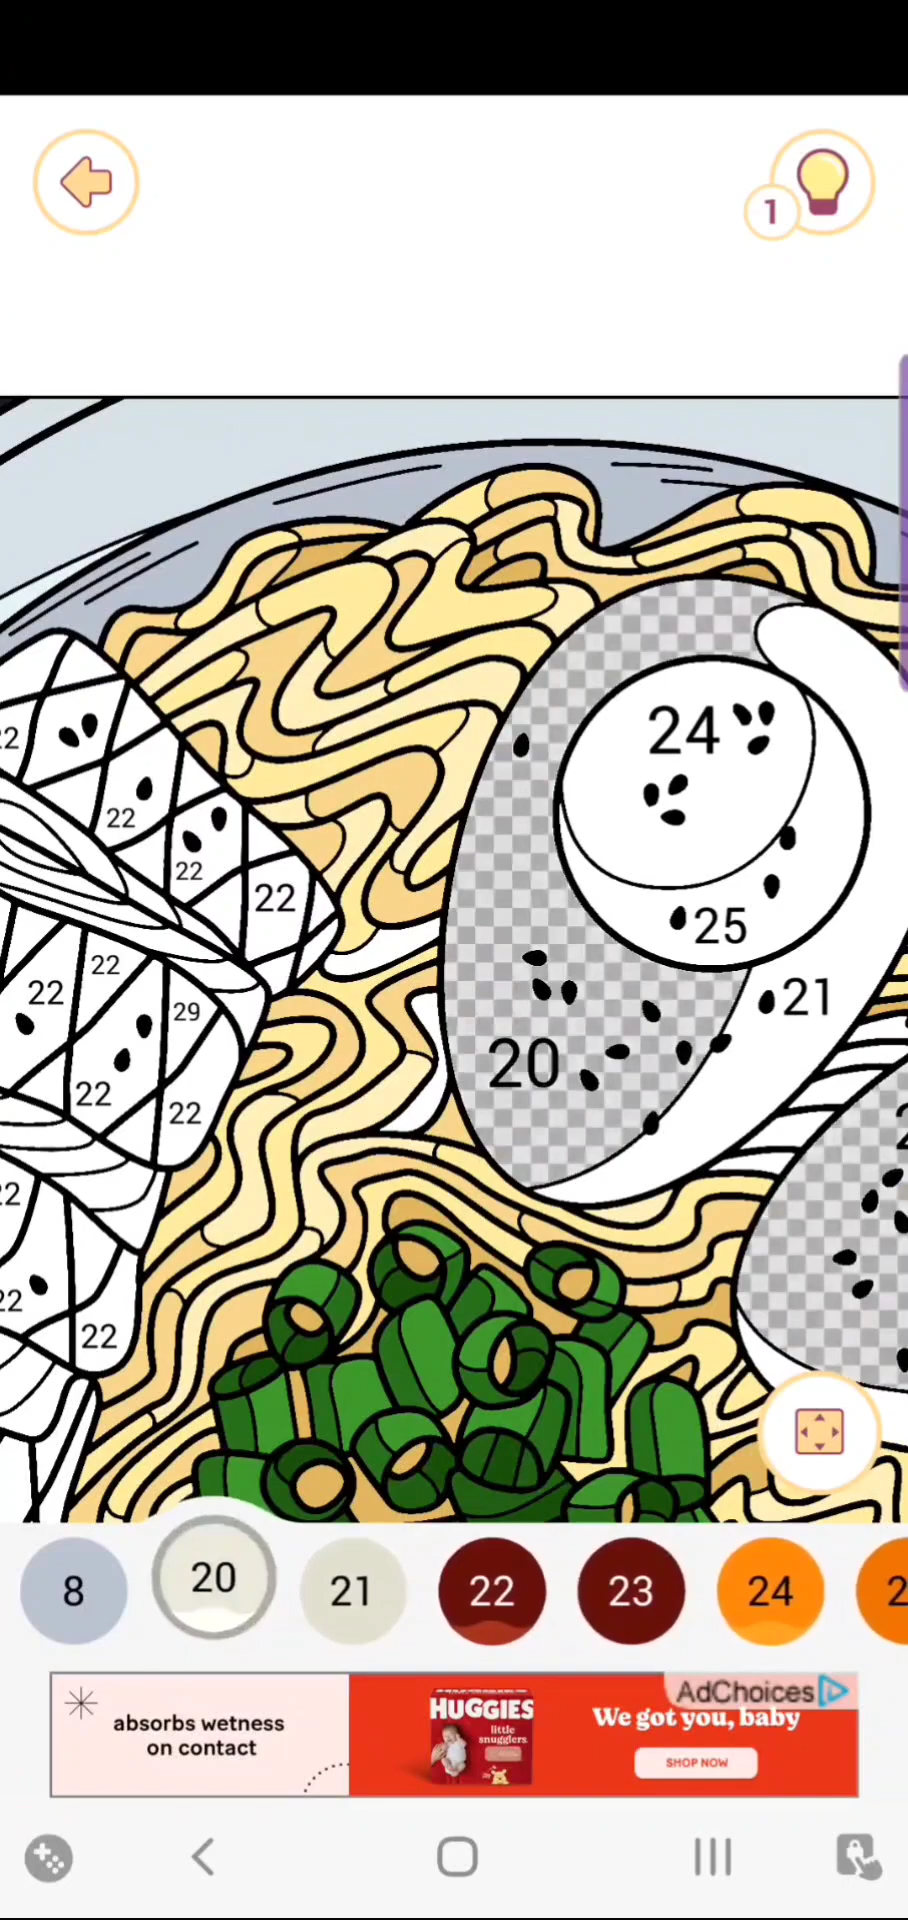 1
24
22
22
22
22
25
22
22
29
21
20
22
22
22
22
22
8
20
21
22
23
24
absorbs wetness
on contact
HUGGIES
little
snugglers
AdChoices
We got you, baby
SHOP NOW